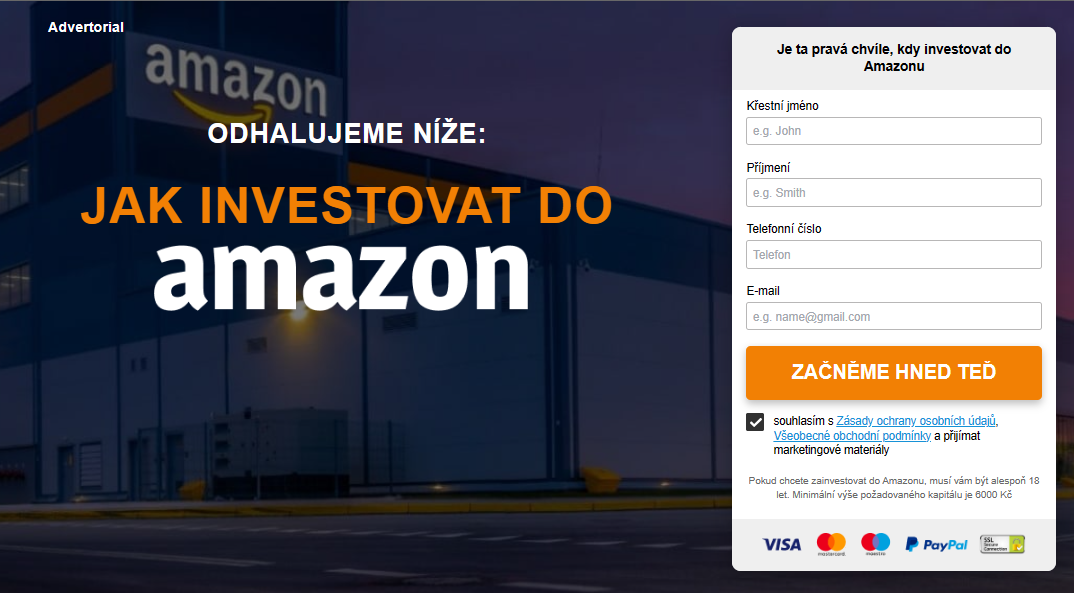 Advertorial
amazon
ODHALUJEME NÍŽE:
JAK INVESTOVAT DO
amazon
Je ta pravá chvíle, kdy investovat do
Amazonu
Křestní jméno
e.g. John
Příjmení
e.g. Smith
Telefonní číslo
Telefon
E-mail
e.g. name@gmail.com
ZAČNĚME HNED TEĎ
souhlasím s Zásady ochrany osobních údajů,
Všeobecné obchodní podmínky a přijímat
marketingové materiály
Pokud chcete zainvestovat do Amazonu, musí vám být alespoň 18
let. Minimální výše požadovaného kapitálu je 6000 Kč
VISA mastercard maestro PayPal SSL
Secure
Connection